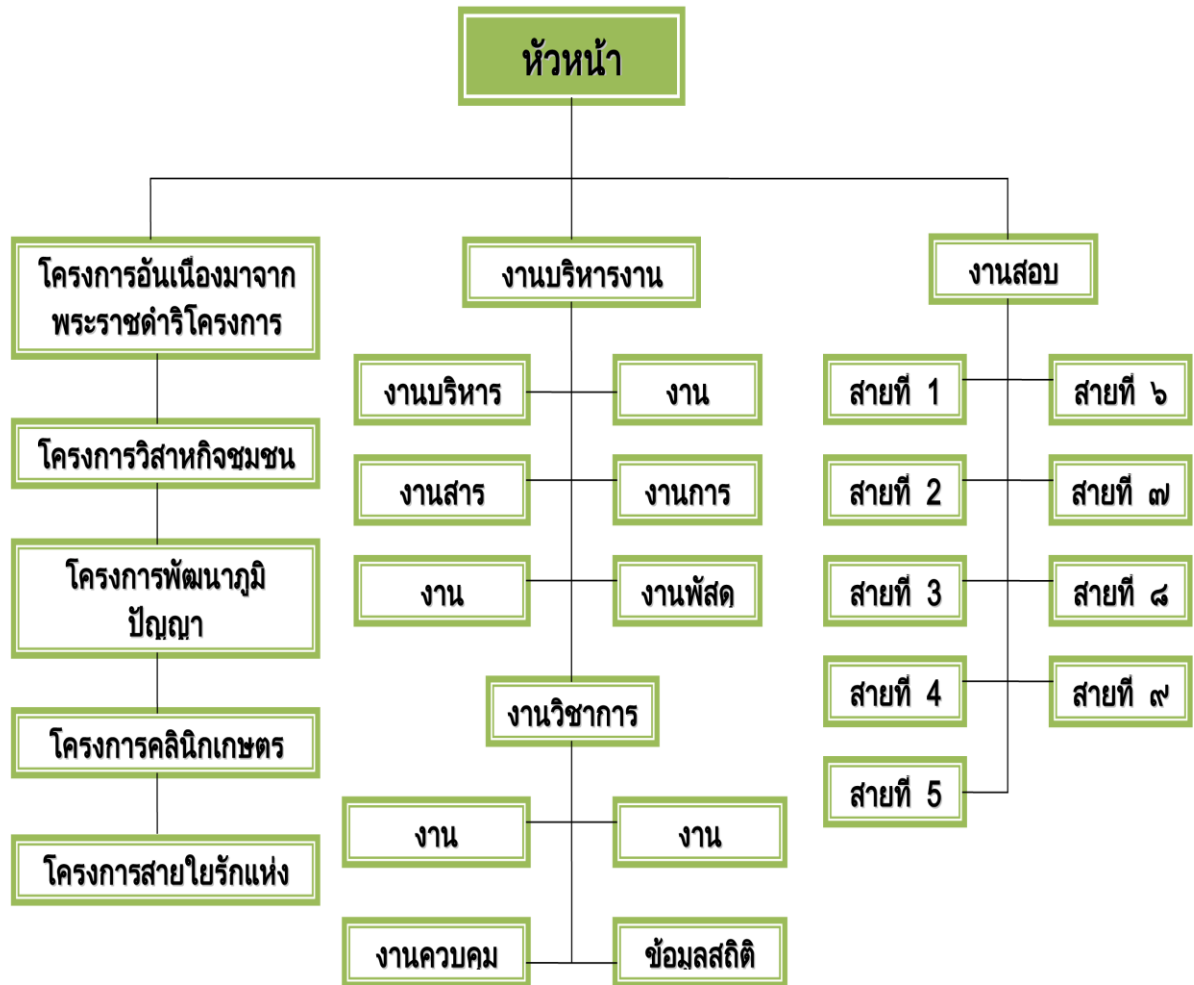 หัวหน้า
โครงการอันเนื่องมาจาก
พระราชดำริโครงการ
งานบริหารงาน
งานสอบ
งานบริหาร
งาน
สายที่ 1
สายที่ ๖
โครงการวิสาหกิจชุมชน
งานสาร
งานการ
สายที่ 2
สายที่ ๗
โครงการพัฒนาภูมิ
ปัญญา
งาน
งานพัสดุ
สายที่ 3
สายที่ ๘
งานวิชาการ
สายที่ 4
สายที่ ๙
โครงการคลินิกเกษตร
สายที่ 5
งาน
งาน
โครงการสายใยรักแห่ง
งานควบคุม
ข้อมูลสถิติ